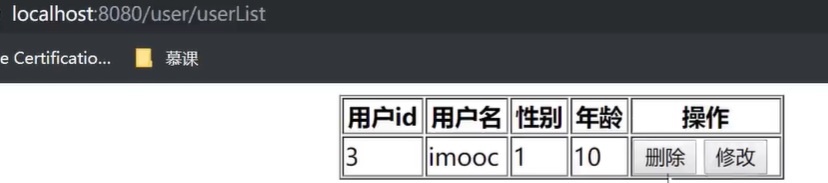 localhost:8080/user/userList
e Certificatio... 慕课
用户id 用户名 性别 年龄 操作
3 imooc 1 10 删除 修改